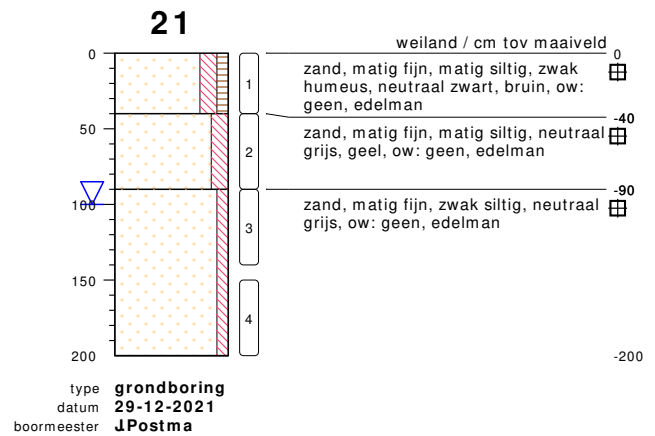 21
weiland / cm tov maaiveld
0
0
1
zand, matig fijn, matig siltig, zwak
humeus, neutraal zwart, bruin, ow:
geen, edelman
-40
50
2
zand, matig fijn, matig siltig, neutraal
grijs, geel, ow: geen, edelman
-90
100
3
zand, matig fijn, zwak siltig, neutraal
grijs, ow: geen, edelman
150
4
200
-200
type grondboring
datum 29-12-2021
boormeester J.Postma